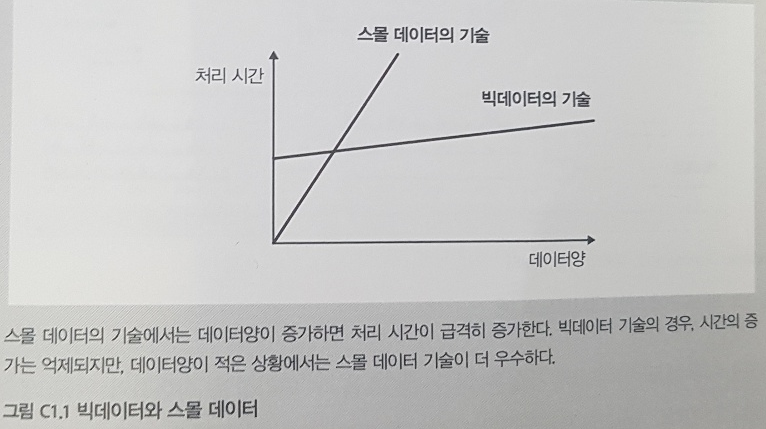 스몰 데이터의 기술
처리 시간
빅데이터의 기술
데이터양
스몰 데이터의 기술에서는 데이터양이 증가하면 처리 시간이 급격히 증가한다. 빅데이터 기술의 경우, 시간의 증
가는 억제되지만, 데이터양이 적은 상황에서는 스몰 데이터 기술이 더 우수하다.
그림 C1.1 빅데이터와 스몰 데이터